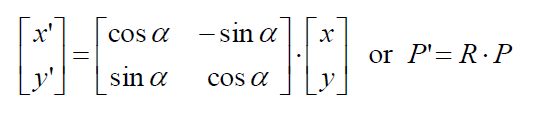 [x' y'] = [cos α −sin α sin α cos α] · [x y] or P'= R · P